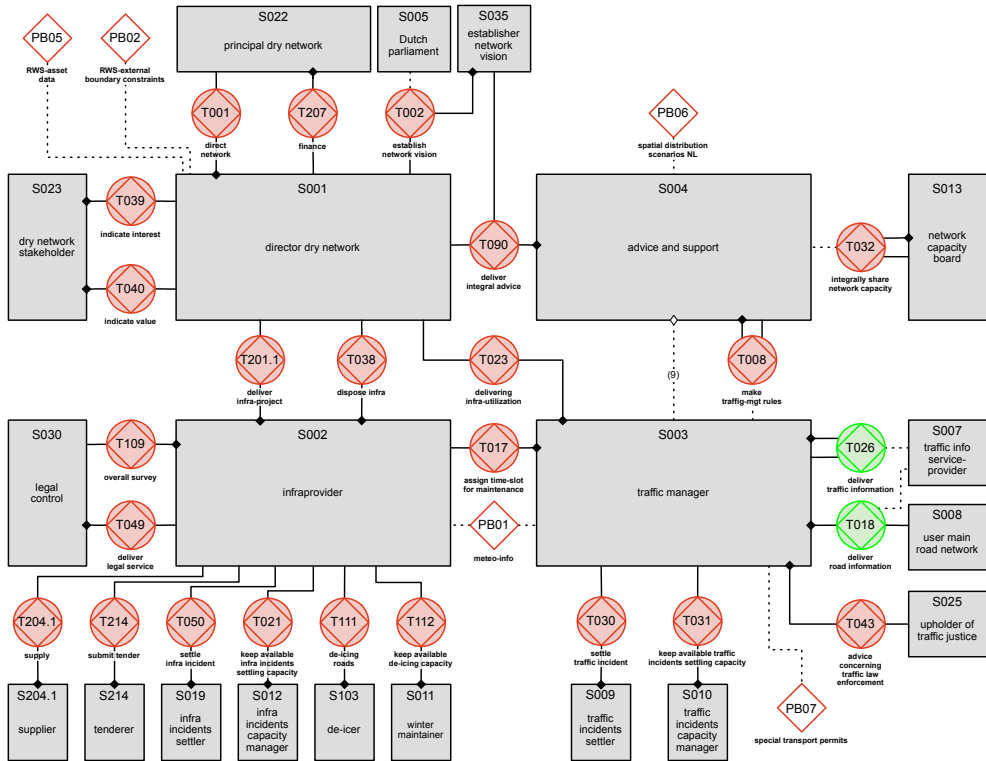 S022
principal dry network
S005
Dutch
parliament
S035
establisher
network
vision
PB05
RWS-asset
data
PB02
RWS-external
boundary constraints
T001
direct
network
T207
finance
T002
establish
network vision
PB06
spatial distribution
scenarios NL
S023
dry network
stakeholder
T039
indicate interest
T040
indicate value
S001
director dry network
T090
deliver
integral advice
S004
advice and support
T032
integrally share
network capacity
S013
network
capacity
board
T201.1
deliver
infra-project
T038
dispose infra
T023
delivering
infra-utilization
(9)
T008
make
traffig-mgt rules
S030
legal
control
T109
overall survey
T049
deliver
legal service
S002
infraprovider
T017
assign time-slot
for maintenance
PB01
meteo-info
S003
traffic manager
T026
deliver
traffic information
T018
deliver
road information
S007
traffic info
service-
provider
S008
user main
road network
T204.1
supply
T214
submit tender
T050
settle
infra incident
T021
keep available
infra incidents
settling capacity
T111
de-icing
roads
T112
keep available
de-icing capacity
T030
settle
traffic incident
T031
keep available traffic
incidents settling capacity
T043
advice
concerning
traffic law
enforcement
S025
upholder of
traffic justice
S204.1
supplier
S214
tenderer
S019
infra
incidents
settler
S012
infra
incidents
capacity
manager
S103
de-icer
S011
winter
maintainer
S009
traffic
incidents
settler
S010
traffic
incidents
capacity
manager
PB07
special transport permits